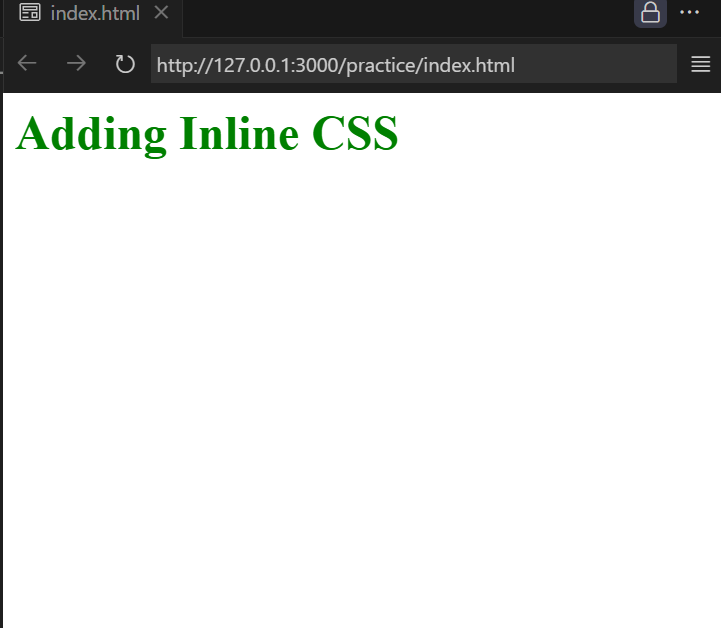 index.html
http://127.0.0.1:3000/practice/index.html
Adding Inline CSS